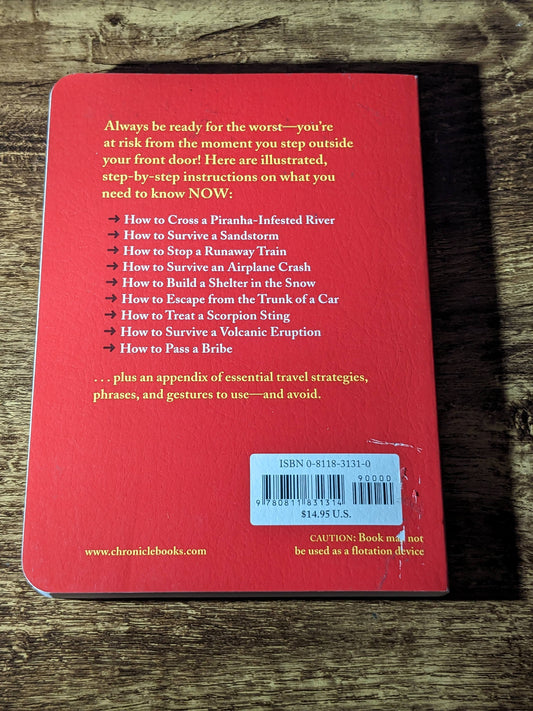 Always be ready for the worst—you're
at risk from the moment you step outside
your front door! Here are illustrated,
step-by-step instructions on what you
need to know NOW:
➜ How to Cross a Piranha-Infested River
➜ How to Survive a Sandstorm
➜ How to Stop a Runaway Train
➜ How to Survive an Airplane Crash
➜ How to Build a Shelter in the Snow
➜ How to Escape from the Trunk of a Car
➜ How to Treat a Scorpion Sting
➜ How to Survive a Volcanic Eruption
➜ How to Pass a Bribe
. . . plus an appendix of essential travel strategies,
phrases, and gestures to use—and avoid.
ISBN 0-8118-3131-0
90000
9 780811 831314
$14.95 U.S.
www.chroniclebooks.com
CAUTION: Book may not
be used as a flotation device